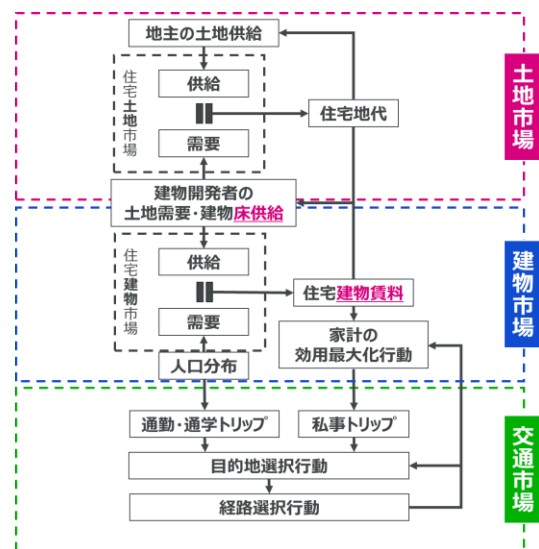 地主の土地供給
住宅土地市場
供給
需要
住宅地代
土地市場
建物開発者の
土地需要・建物床供給
住宅建物市場
供給
需要
住宅建物賃料
建物市場
家計の
効用最大化行動
人口分布
通勤・通学トリップ
私事トリップ
交通市場
目的地選択行動
経路選択行動